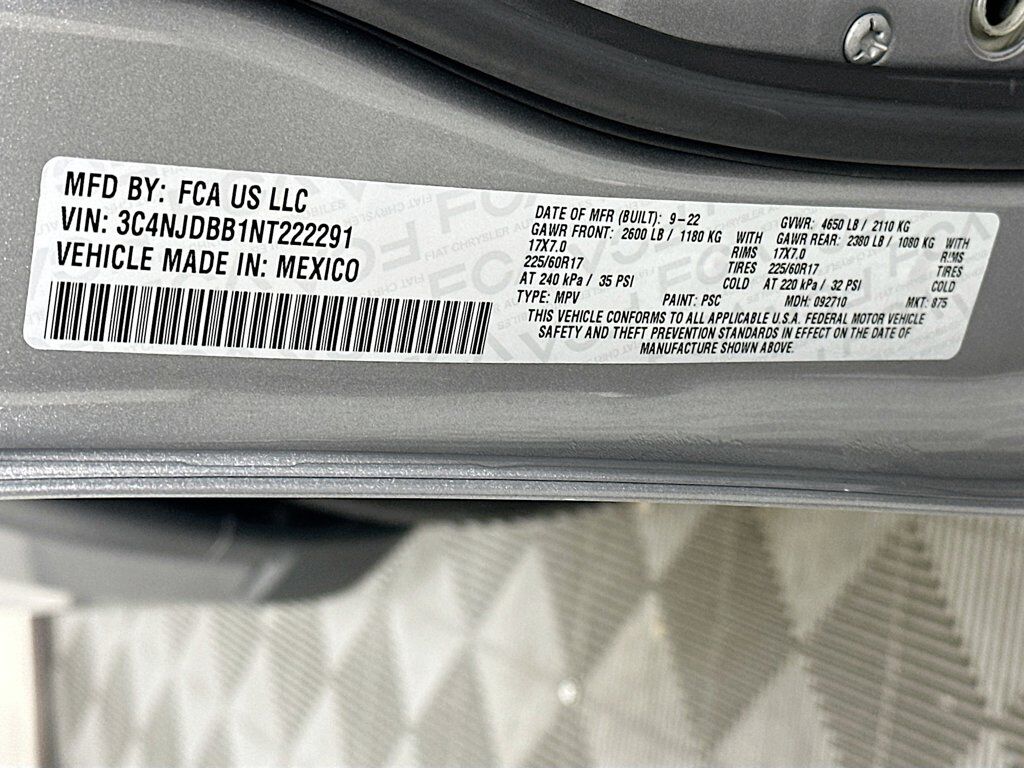 MFD BY: FCA US LLC
VIN: 3C4NJDBB1NT222291
VEHICLE MADE IN: MEXICO
DATE OF MFR (BUILT): 9-22 GVWR: 4650 LB / 2110 KG
GAWR FRONT: 2600 LB / 1180 KG WITH GAWR REAR: 2380 LB / 1080 KG WITH
17X7.0 RIMS 17X7.0 RIMS
225/60R17 TIRES 225/60R17 TIRES
AT 240 kPa / 35 PSI COLD AT 220 kPa / 32 PSI COLD
TYPE: MPV PAINT: PSC MDH: 092710 MKT: 875
THIS VEHICLE CONFORMS TO ALL APPLICABLE U.S.A. FEDERAL MOTOR VEHICLE
SAFETY AND THEFT PREVENTION STANDARDS IN EFFECT ON THE DATE OF
MANUFACTURE SHOWN ABOVE.